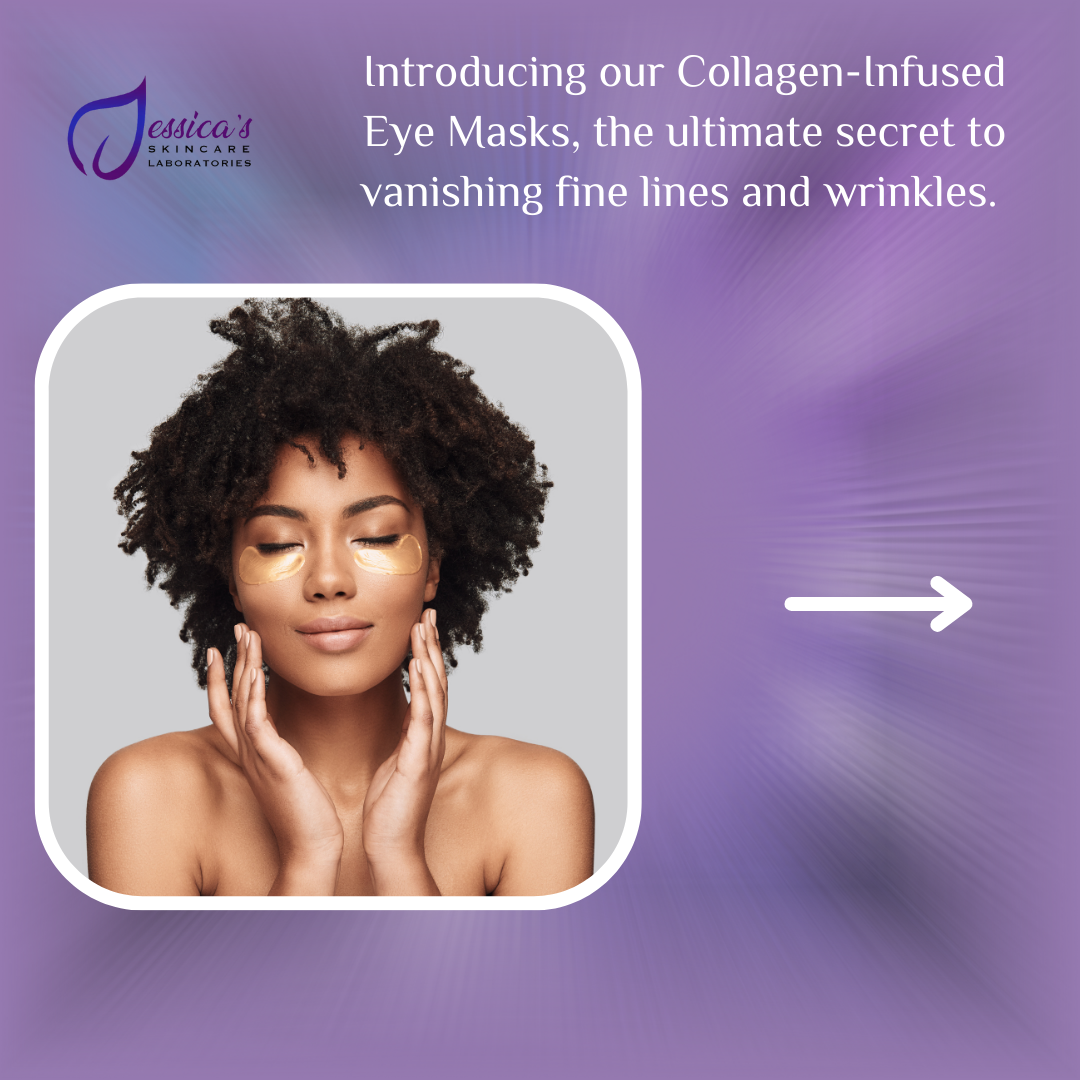 Jessica's
SKINCARE
LABORATORIES
Introducing our Collagen-Infused
Eye Masks, the ultimate secret to
vanishing fine lines and wrinkles.